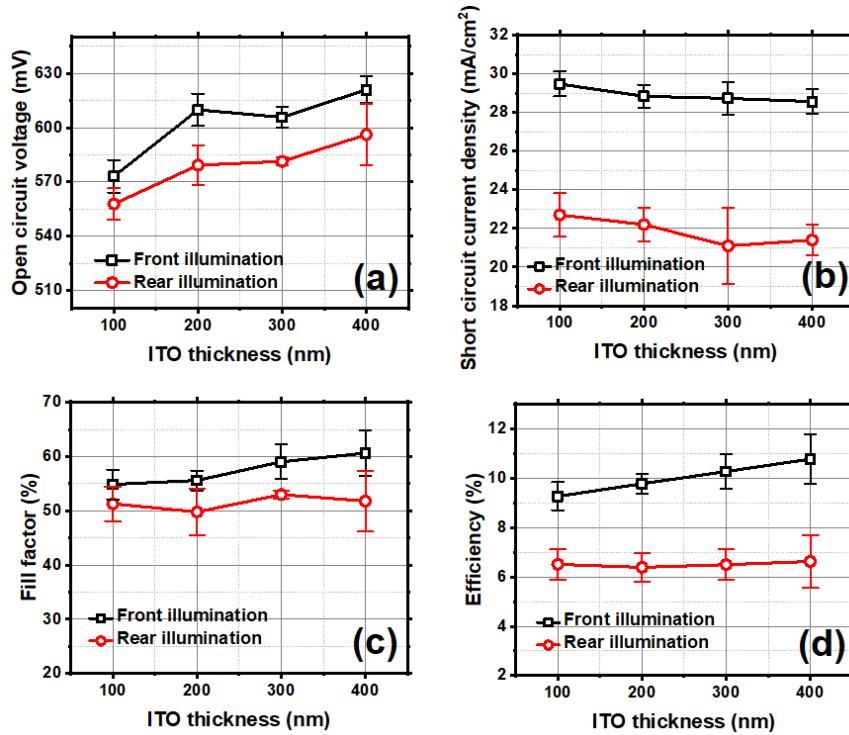 Open circuit voltage (mV)
630
600
570
540
510
Front illumination
Rear illumination
(a)
100 200 300 400
ITO thickness (nm)
Short circuit current density (mA/cm²)
32
30
28
26
24
22
20
18
Front illumination
Rear illumination
(b)
100 200 300 400
ITO thickness (nm)
Fill factor (%)
70
60
50
40
30
20
Front illumination
Rear illumination
(c)
100 200 300 400
ITO thickness (nm)
Efficiency (%)
12
10
8
6
4
2
Front illumination
Rear illumination
(d)
100 200 300 400
ITO thickness (nm)